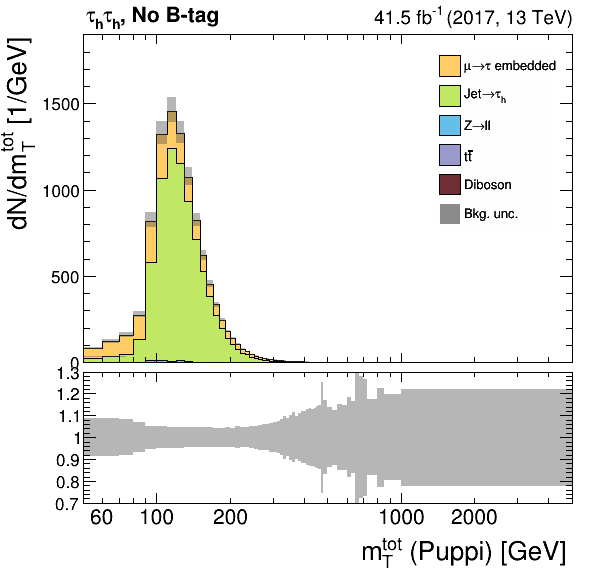 τhτh, No B-tag
41.5 fb-1 (2017, 13 TeV)
dN/dmTtot [1/GeV]
1500
1000
500
0
μ→τ embedded
Jet→τh
Z→ll
tt̅
Diboson
Bkg. unc.
1.3
1.2
1.1
1
0.9
0.8
0.7
60 100 200 1000 2000
mTtot (Puppi) [GeV]